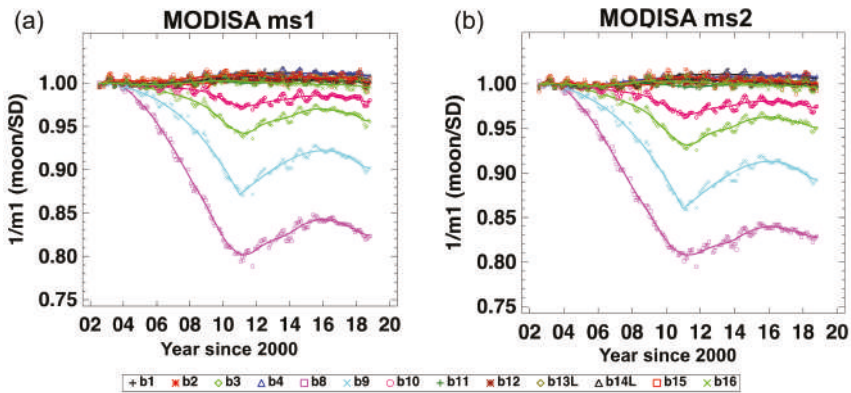 (a) MODISA ms1
1/m1 (moon/SD)
1.00
0.95
0.90
0.85
0.80
0.75
02 04 06 08 10 12 14 16 18 20
Year since 2000
(b) MODISA ms2
1/m1 (moon/SD)
1.00
0.95
0.90
0.85
0.80
0.75
02 04 06 08 10 12 14 16 18 20
Year since 2000
b1 b2 b3 b4 b8 b9 b10 b11 b12 b13L b14L b15 b16